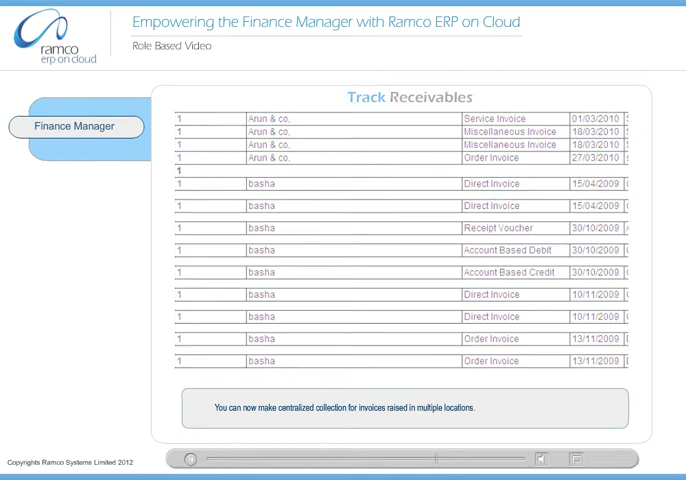 Empowering the Finance Manager with Ramco ERP on Cloud
Role Based Video
ramco
erp on cloud
Finance Manager
Track Receivables
1 Arun & co, Service Invoice 01/03/2010
1 Arun & co, Miscellaneous Invoice 18/03/2010
1 Arun & co, Miscellaneous Invoice 18/03/2010
1 Arun & co, Order Invoice 27/03/2010
1
1 basha Direct Invoice 15/04/2009
1 basha Direct Invoice 15/04/2009
1 basha Receipt Voucher 30/10/2009
1 basha Account Based Debit 30/10/2009
1 basha Account Based Credit 30/10/2009
1 basha Direct Invoice 10/11/2009
1 basha Direct Invoice 10/11/2009
1 basha Order Invoice 13/11/2009
1 basha Order Invoice 13/11/2009
You can now make centralized collection for invoices raised in multiple locations.
Copyrights Ramco Systems Limited 2012